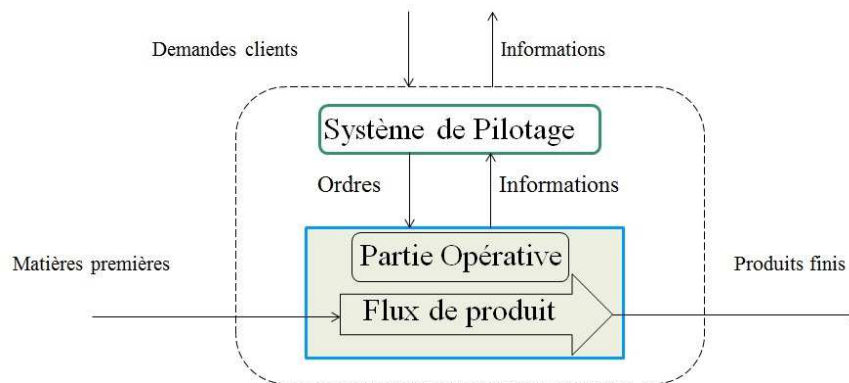 Demandes clients
Informations
Système de Pilotage
Ordres
Informations
Partie Opérative
Matières premières
Produits finis
Flux de produit